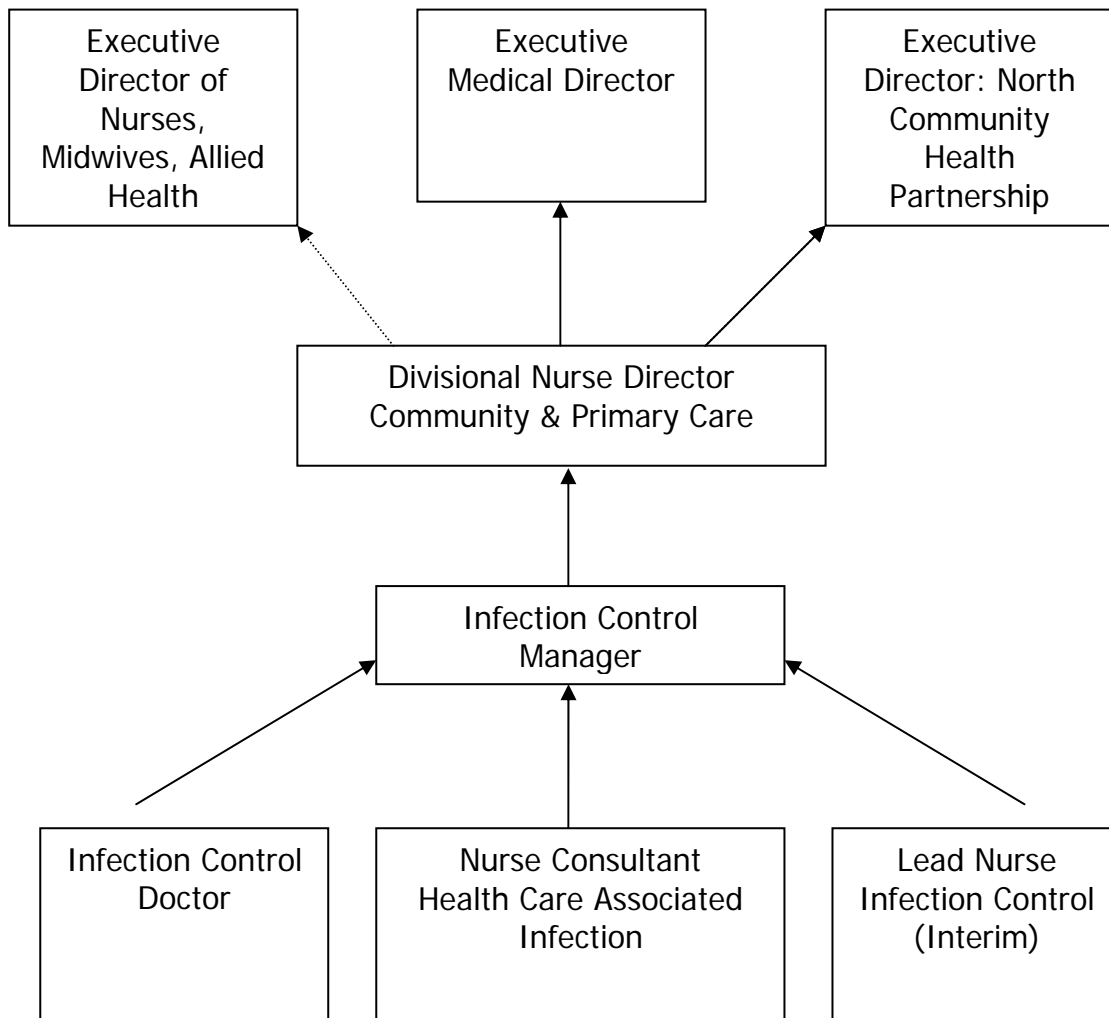 Executive
Director of
Nurses,
Midwives, Allied
Health
Executive
Medical Director
Executive
Director: North
Community
Health
Partnership
Divisional Nurse Director
Community & Primary Care
Infection Control
Manager
Infection Control
Doctor
Nurse Consultant
Health Care Associated
Infection
Lead Nurse
Infection Control
(Interim)